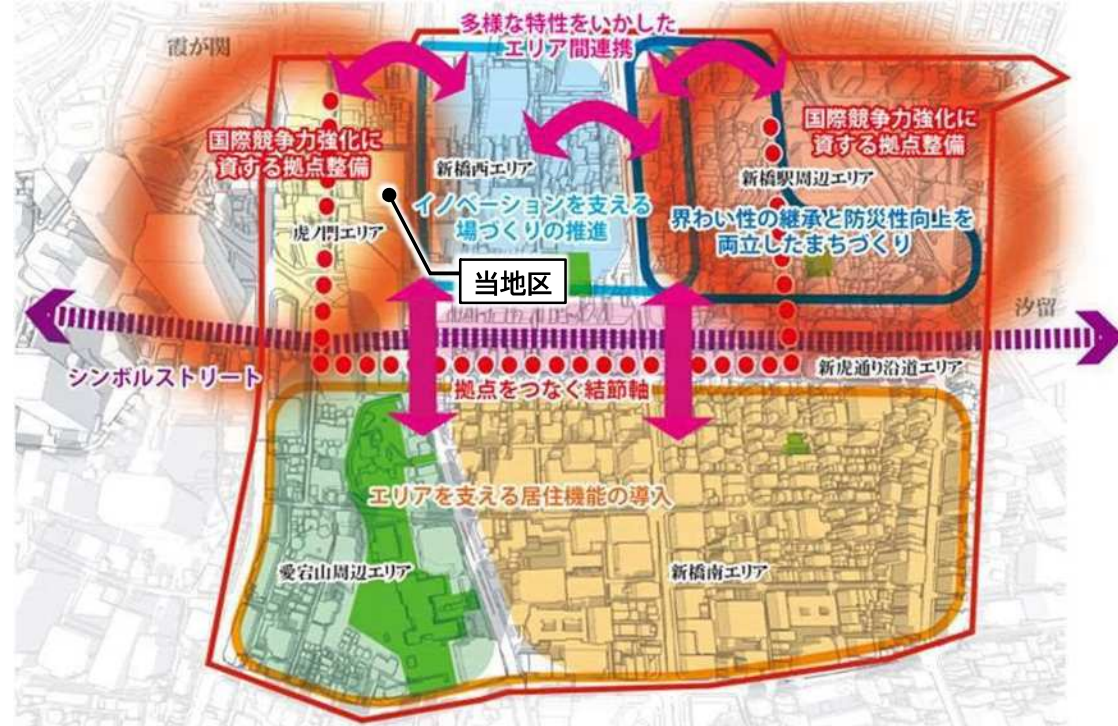 多様な特性をいかした
エリア間連携
霞が関
国際競争力強化に
資する拠点整備
国際競争力強化に
資する拠点整備
新橋西エリア
新橋駅周辺エリア
イノベーションを支える
場づくりの推進
界わい性の継承と防災性向上を
両立したまちづくり
虎ノ門エリア
当地区
汐留
シンボルストリート
新虎通り沿道エリア
拠点をつなぐ結節軸
エリアを支える居住機能の導入
愛宕山周辺エリア
新橋南エリア